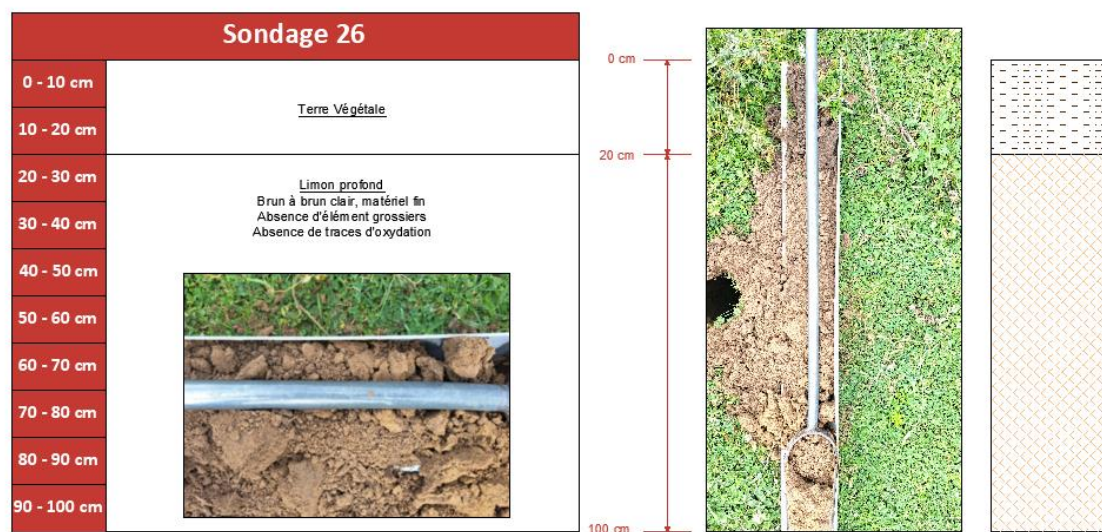 Sondage 26
0 - 10 cm
10 - 20 cm
Terre Végétale
20 - 30 cm
30 - 40 cm
40 - 50 cm
50 - 60 cm
60 - 70 cm
70 - 80 cm
80 - 90 cm
90 - 100 cm
Limon profond
Brun à brun clair, matériel fin
Absence d'élément grossiers
Absence de traces d'oxydation
0 cm
20 cm
100 cm